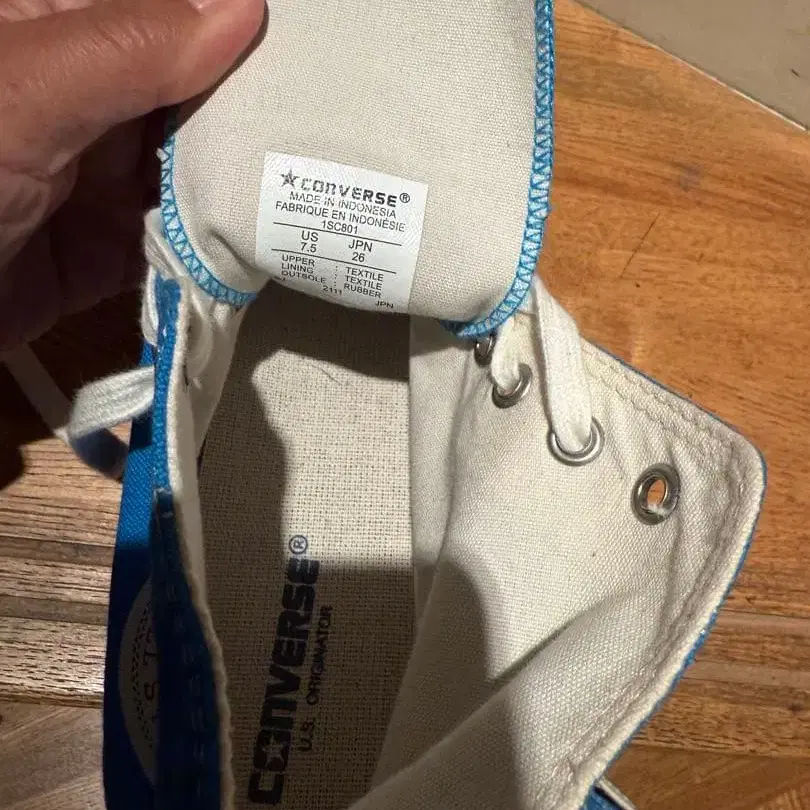 CONVERSE®
MADE IN INDONESIA
FABRIQUE EN INDONÉSIE
1SC801
US JPN
7.5 26
UPPER : TEXTILE
LINING : TEXTILE
OUTSOLE : RUBBER
2111 JPN
CONVERSE®
U.S. ORIGINATOR